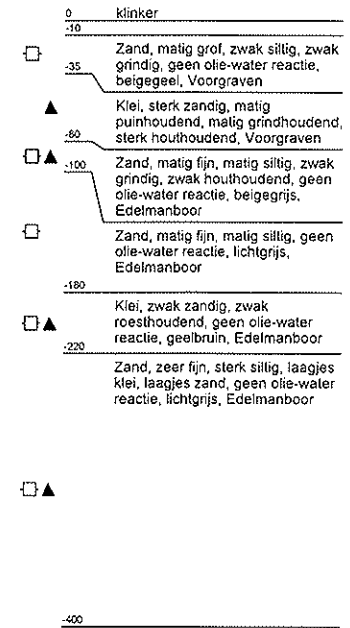 0 klinker
-10
Zand, matig grof, zwak siltig, zwak
grindig, geen olie-water reactie,
-35 beigegeel, Voorgraven
Klei, sterk zandig, matig
puinhoudend, matig grindhoudend,
-80 sterk houthoudend, Voorgraven
-100 Zand, matig fijn, matig siltig, zwak
grindig, zwak houthoudend, geen
olie-water reactie, beigegrijs,
Edelmanboor
Zand, matig fijn, matig siltig, geen
olie-water reactie, lichtgrijs,
Edelmanboor
-180
Klei, zwak zandig, zwak
roesthoudend, geen olie-water
reactie, geelbruin, Edelmanboor
-220
Zand, zeer fijn, sterk siltig, laagjes
klei, laagjes zand, geen olie-water
reactie, lichtgrijs, Edelmanboor
-400